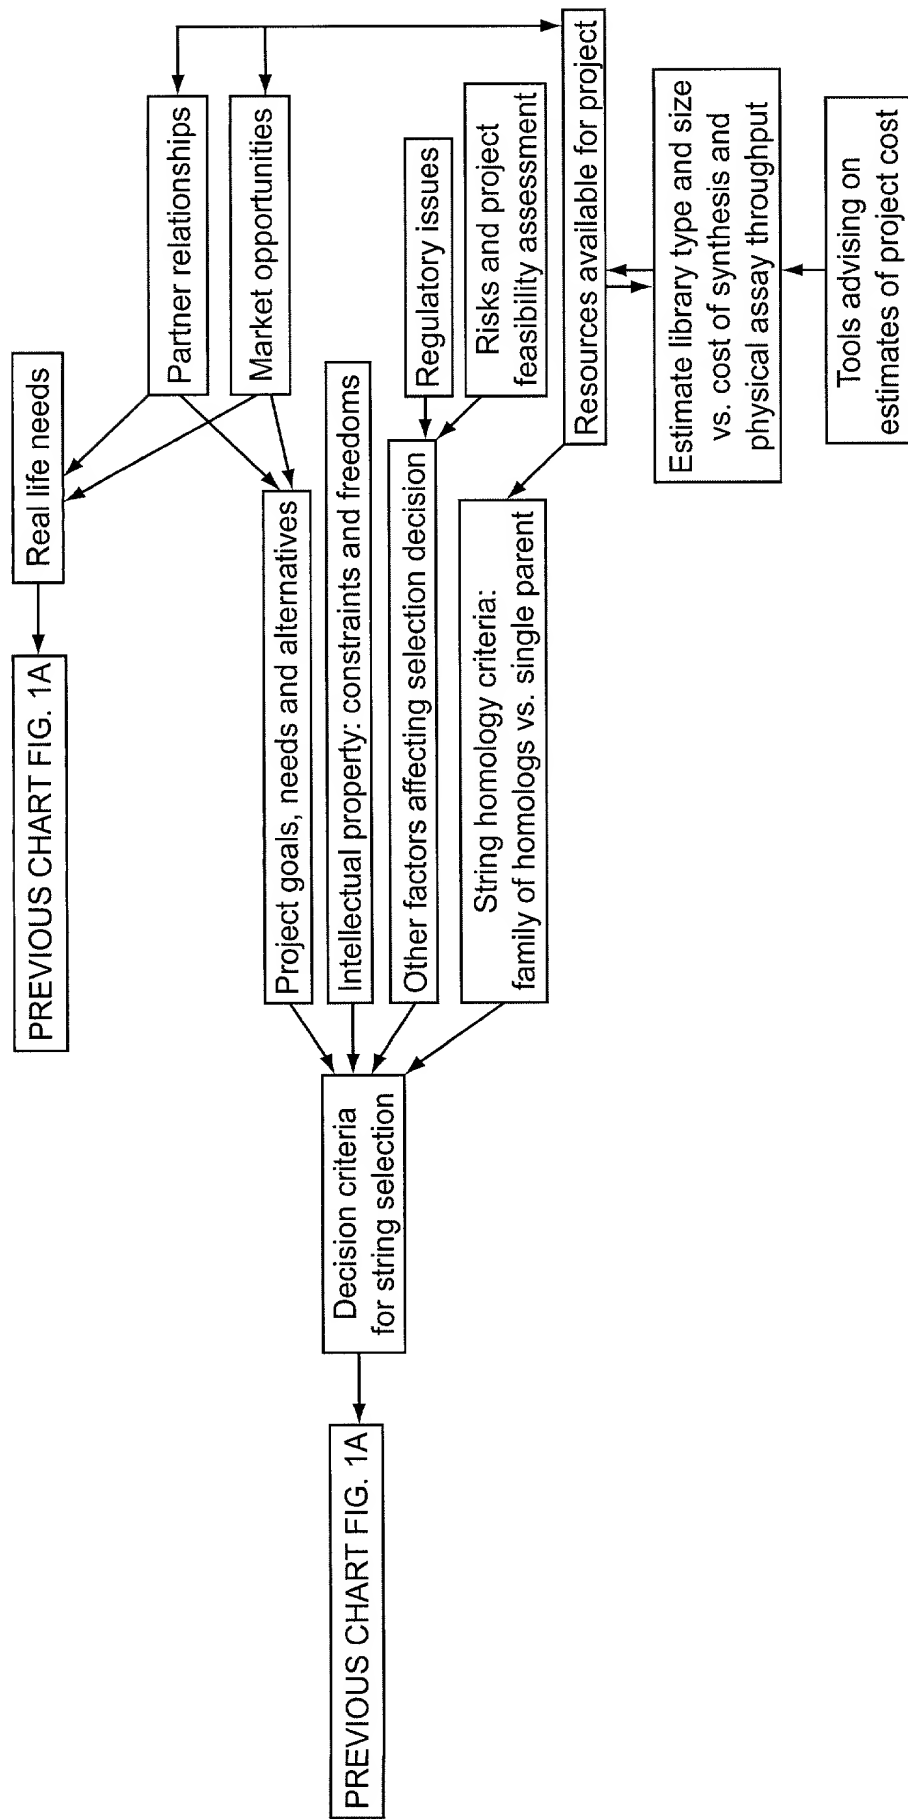 PREVIOUS CHART FIG. 1A
Real life needs
Partner relationships
Market opportunities
Project goals, needs and alternatives
Intellectual property: constraints and freedoms
Regulatory issues
Other factors affecting selection decision
Risks and project
feasibility assessment
String homology criteria:
family of homologs vs. single parent
Resources available for project
PREVIOUS CHART FIG. 1A
Decision criteria
for string selection
Estimate library type and size
vs. cost of synthesis and
physical assay throughput
Tools advising on
estimates of project cost